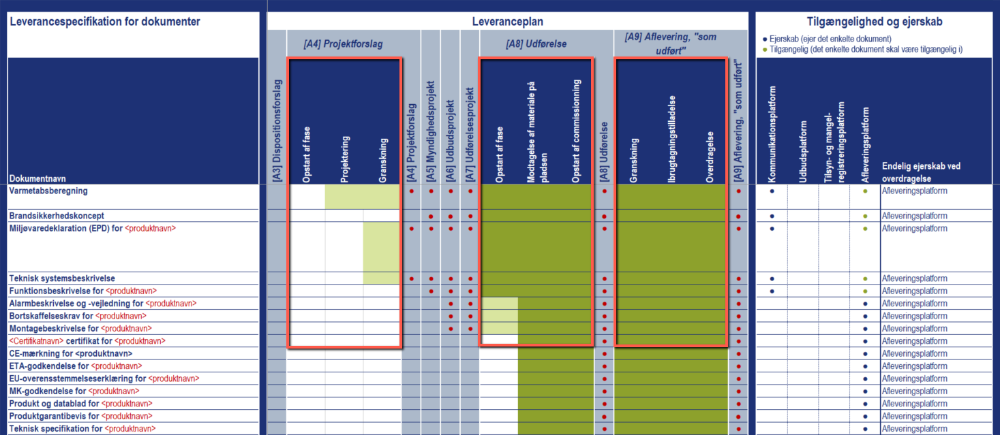 Leverancespecifikation for dokumenter
Leveranceplan
Tilgængelighed og ejerskab
[A4] Projektforslag
[A8] Udførelse
[A9] Aflevering, "som
udført"
Ejerskab (ejer det enkelte dokument)
Tilgængelig (det enkelte dokument skal være tilgængelig i)
Dokumentnavn
[A3] Dispositionsforslag
Opstart af fase
Projektering
Granskning
[A4] Projektforslag
[A5] Myndighedsprojekt
[A6] Udbudsprojekt
[A7] Udførelsesprojekt
Opstart af fase
Modtagelse af materiale på
pladsen
Opstart af commissionning
[A8] Udførelse
Granskning
Ibrugtagningstilladelse
Overdragelse
[A9] Aflevering, "som udført"
Kommunikationsplatform
Udbudsplatform
Tilsyn- og mangel-
registreringsplatform
Afleveringsplatform
Endelig ejerskab ved
overdragelse
Varmetabsberegning
Afleveringsplatform
Brandsikkerhedskoncept
Afleveringsplatform
Miljøvaredeklaration (EPD) for <produktnavn>
Afleveringsplatform
Teknisk systemsbeskrivelse
Afleveringsplatform
Funktionsbeskrivelse for <produktnavn>
Afleveringsplatform
Alarmbeskrivelse og -vejledning for <produktnavn>
Afleveringsplatform
Bortskaffelseskrav for <produktnavn>
Afleveringsplatform
Montagebeskrivelse for <produktnavn>
Afleveringsplatform
<Certifikatnavn> certifikat for <produktnavn>
Afleveringsplatform
CE-mærkning for <produktnavn>
Afleveringsplatform
ETA-godkendelse for <produktnavn>
Afleveringsplatform
EU-overensstemmelseserklæring for <produktnavn>
Afleveringsplatform
MK-godkendelse for <produktnavn>
Afleveringsplatform
Produkt og datablad for <produktnavn>
Afleveringsplatform
Produktgarantibevis for <produktnavn>
Afleveringsplatform
Teknisk specifikation for <produktnavn>
Afleveringsplatform